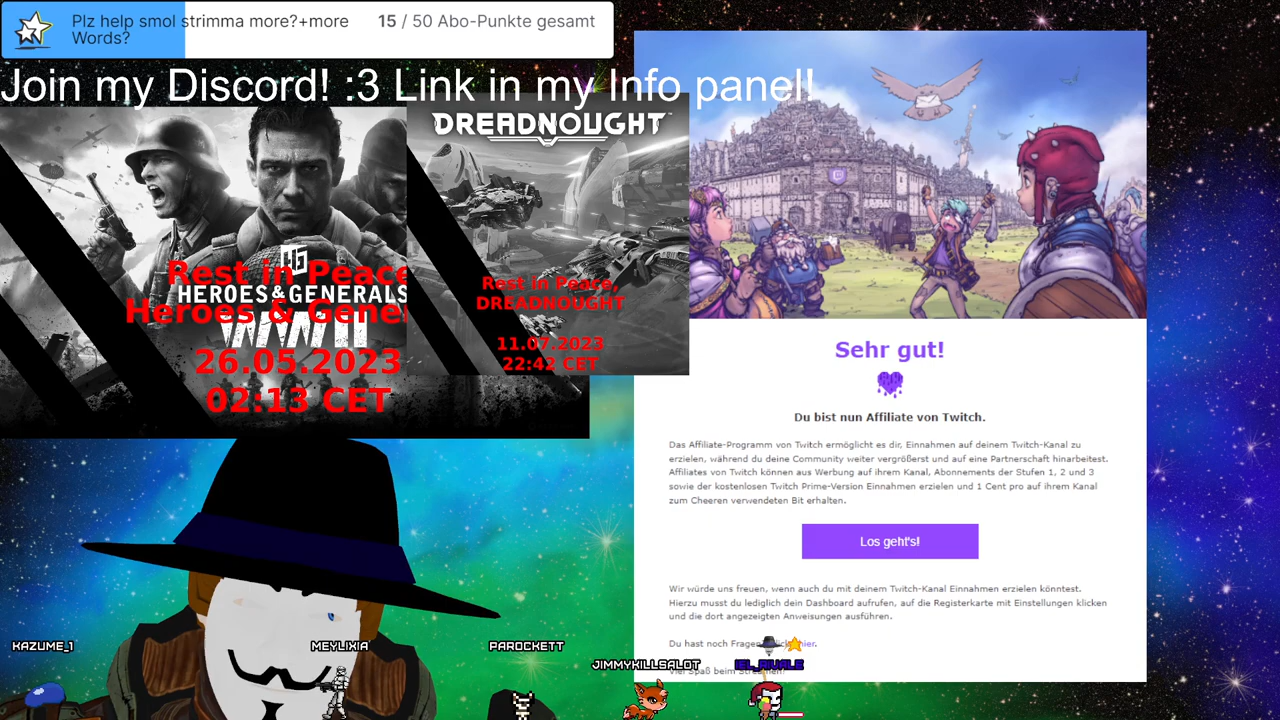 Plz help smol strimma more?+more
Words?
15 / 50 Abo-Punkte gesamt
Join my Discord! :3 Link in my Info panel!
Rest in Peace
HEROES & GENERALS
Heroes & Gene
WWII
26.05.2023
02:13 CET
DREADNOUGHT
Rest in Peace,
DREADNOUGHT
11.07.2023
22:42 CET
Sehr gut!
Du bist nun Affiliate von Twitch.
Das Affiliate-Programm von Twitch ermöglicht es dir, Einnahmen auf deinem Twitch-Kanal zu
erzielen, während du deine Community weiter vergrößerst und auf eine Partnerschaft hinarbeitest.
Affiliates von Twitch können aus Werbung auf ihrem Kanal, Abonnements der Stufen 1, 2 und 3
sowie der kostenlosen Twitch Prime-Version Einnahmen erzielen und 1 Cent pro auf ihrem Kanal
zum Cheeren verwendeten Bit erhalten.
Los geht's!
Wir würde uns freuen, wenn auch du mit deinem Twitch-Kanal Einnahmen erzielen könntest.
Hierzu musst du lediglich dein Dashboard aufrufen, auf die Registerkarte mit Einstellungen klicken
und die dort angezeigten Anweisungen ausführen.
Du hast noch Fragen hier.
Viel Spaß beim Streamen!
KAZUME_1
MEYLIXIA
PAROCKETT
JIMMYKILLSALOT
IEL_RIVALE